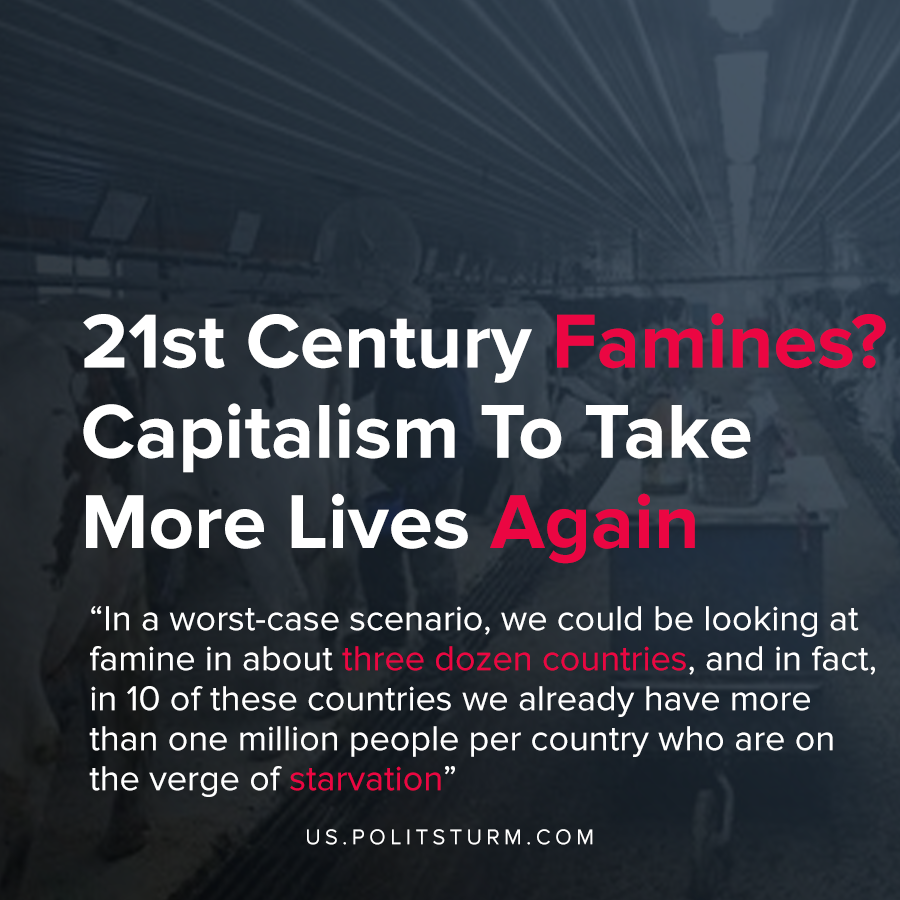 21st Century Famines?
Capitalism To Take
More Lives Again
“In a worst-case scenario, we could be looking at
famine in about three dozen countries, and in fact,
in 10 of these countries we already have more
than one million people per country who are on
the verge of starvation”
US.POLITSTURM.COM